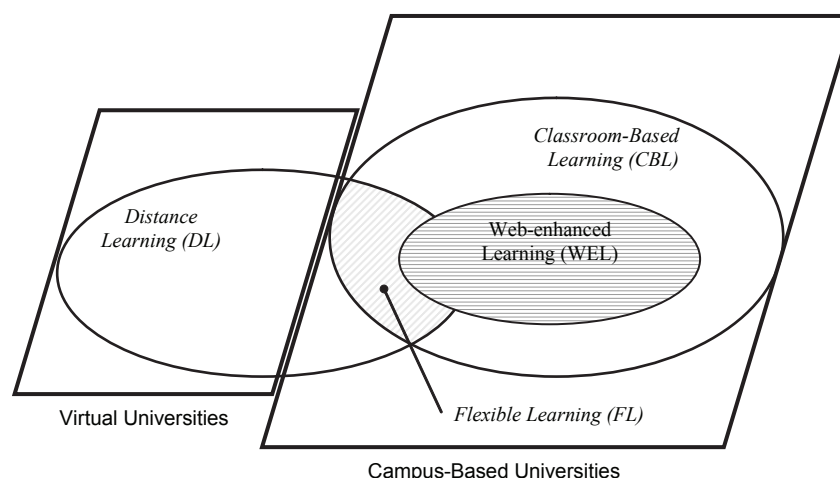 Classroom-Based
Learning (CBL)
Distance
Learning (DL)
Web-enhanced
Learning (WEL)
Flexible Learning (FL)
Virtual Universities
Campus-Based Universities